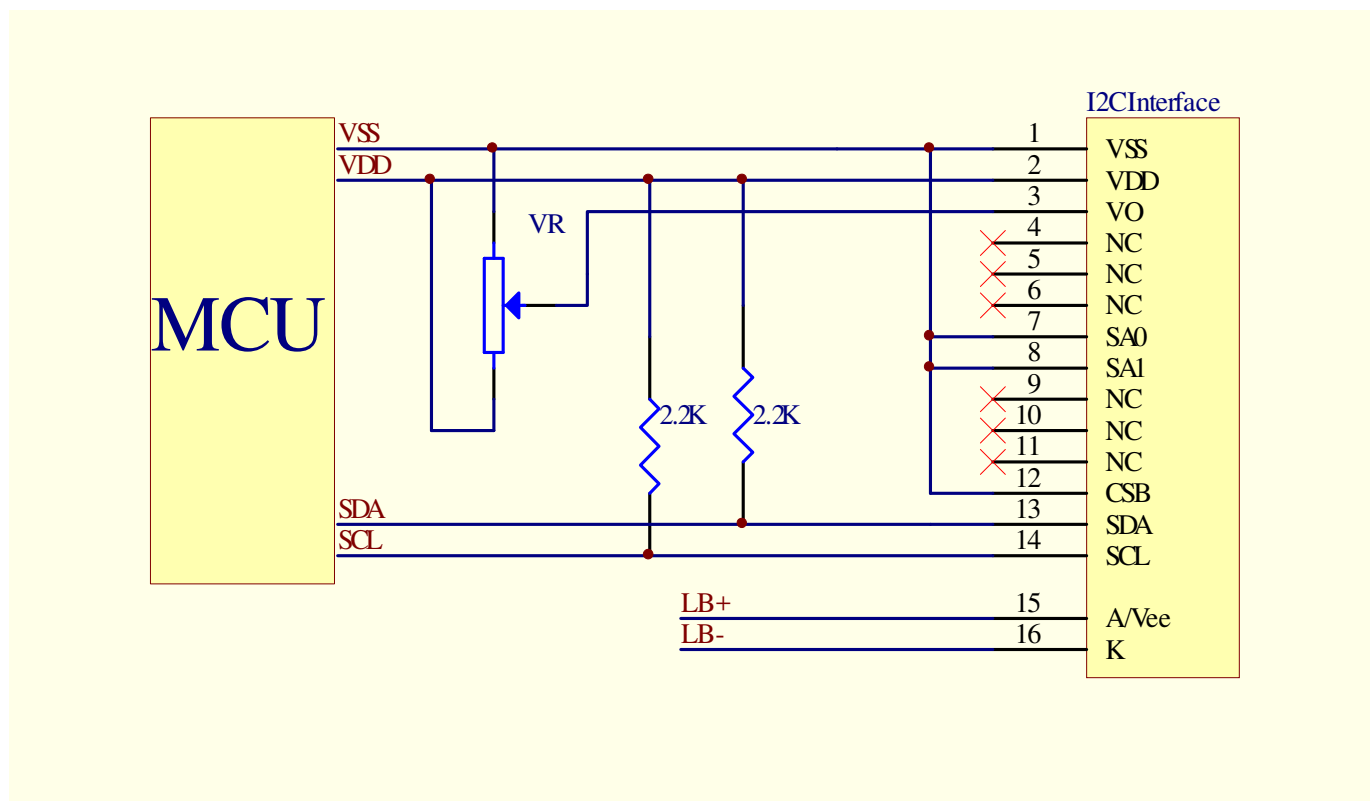 I2CInterface
MCU
VSS
VDD
VR
2.2K
2.2K
SDA
SCL
LB+
LB-
1 VSS
2 VDD
3 VO
4 NC
5 NC
6 NC
7 SA0
8 SA1
9 NC
10 NC
11 NC
12 CSB
13 SDA
14 SCL
15 A/Vee
16 K